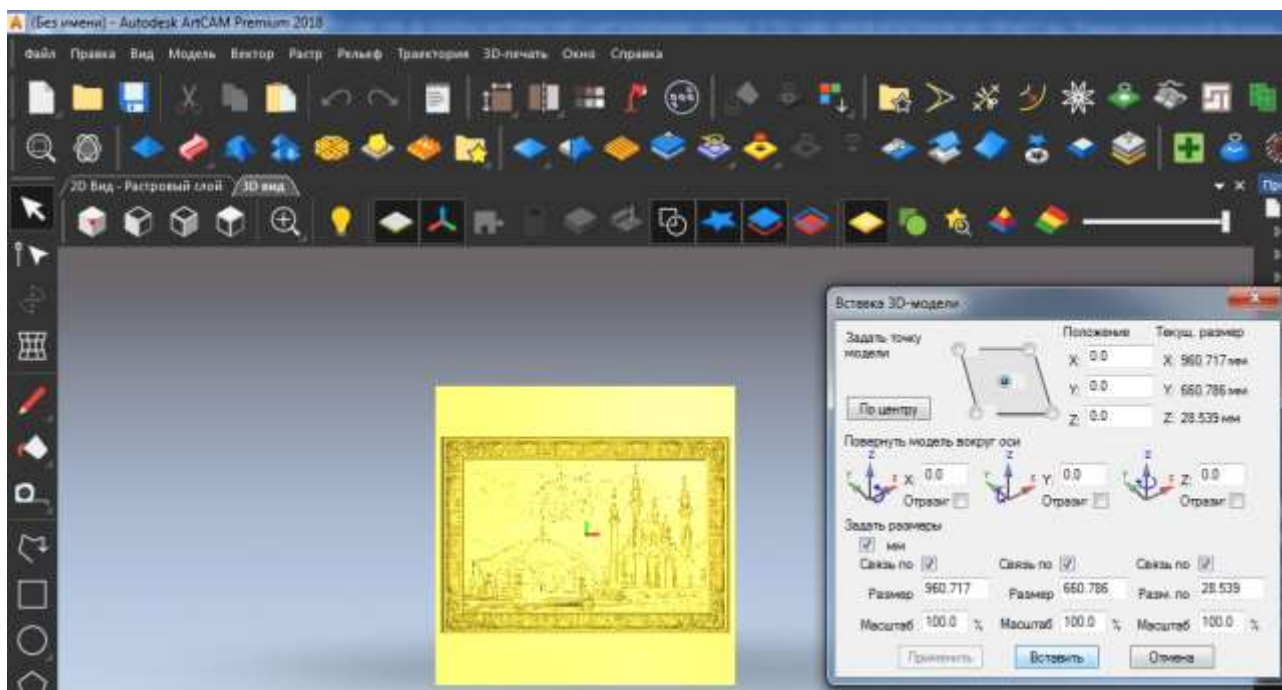 (Без имени) - Autodesk ArtCAM Premium 2018
Файл Правка Вид Модель Вектор Растр Рельеф Траектория 3D-печать Окно Справка
2D Вид - Растровый слой 3D вид
Вставка 3D-модели
Задать точку модели
Положение Текущ. размер
X: 0.0 X: 960.717 мм
Y: 0.0 Y: 660.786 мм
Z: 0.0 Z: 28.539 мм
По центру
Повернуть модель вокруг оси
X: 0.0 Y: 0.0 Z: 0.0
Отразит Отразит Отразит
Задать размеры
мм
Связь по Связь по Связь по
Размер 960.717 Размер 660.786 Разм. по 28.539
Масштаб 100.0 % Масштаб 100.0 % Масштаб 100.0 %
Применить Вставить Отмена